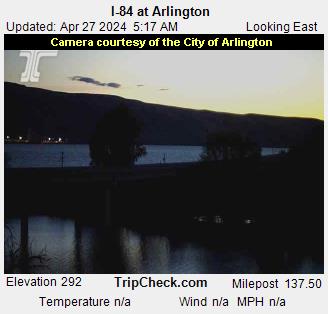 I-84 at Arlington
Updated: Apr 27 2024 5:17 AM Looking East
Camera courtesy of the City of Arlington
Elevation 292 TripCheck.com Milepost 137.50
Temperature n/a Wind n/a MPH n/a